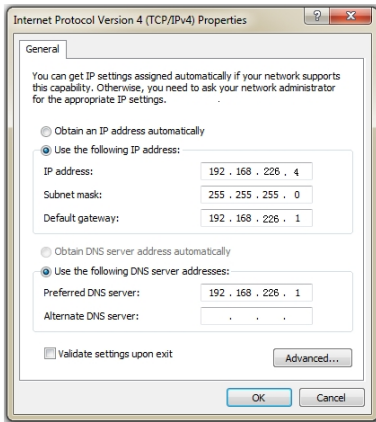 Internet Protocol Version 4 (TCP/IPv4) Properties
General
You can get IP settings assigned automatically if your network supports
this capability. Otherwise, you need to ask your network administrator
for the appropriate IP settings.
Obtain an IP address automatically
Use the following IP address:
IP address: 192 . 168 . 226 . 4
Subnet mask: 255 . 255 . 255 . 0
Default gateway: 192 . 168 . 226 . 1
Obtain DNS server address automatically
Use the following DNS server addresses:
Preferred DNS server: 192 . 168 . 226 . 1
Alternate DNS server: . . .
Validate settings upon exit
Advanced...
OK Cancel